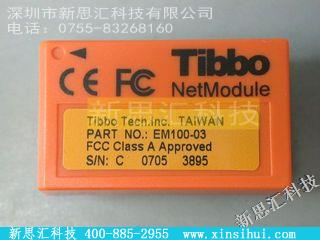 深圳市新思汇科技有限公司
电话：0755-83268160
CE FC Tibbo
NetModule
Tibbo Tech.Inc. TAIWAN
PART NO.: EM100-03
FCC Class A Approved
S/N: C 0705 3895
新思汇科技
新思汇科技 400-885-2955 www.xinsihui.com